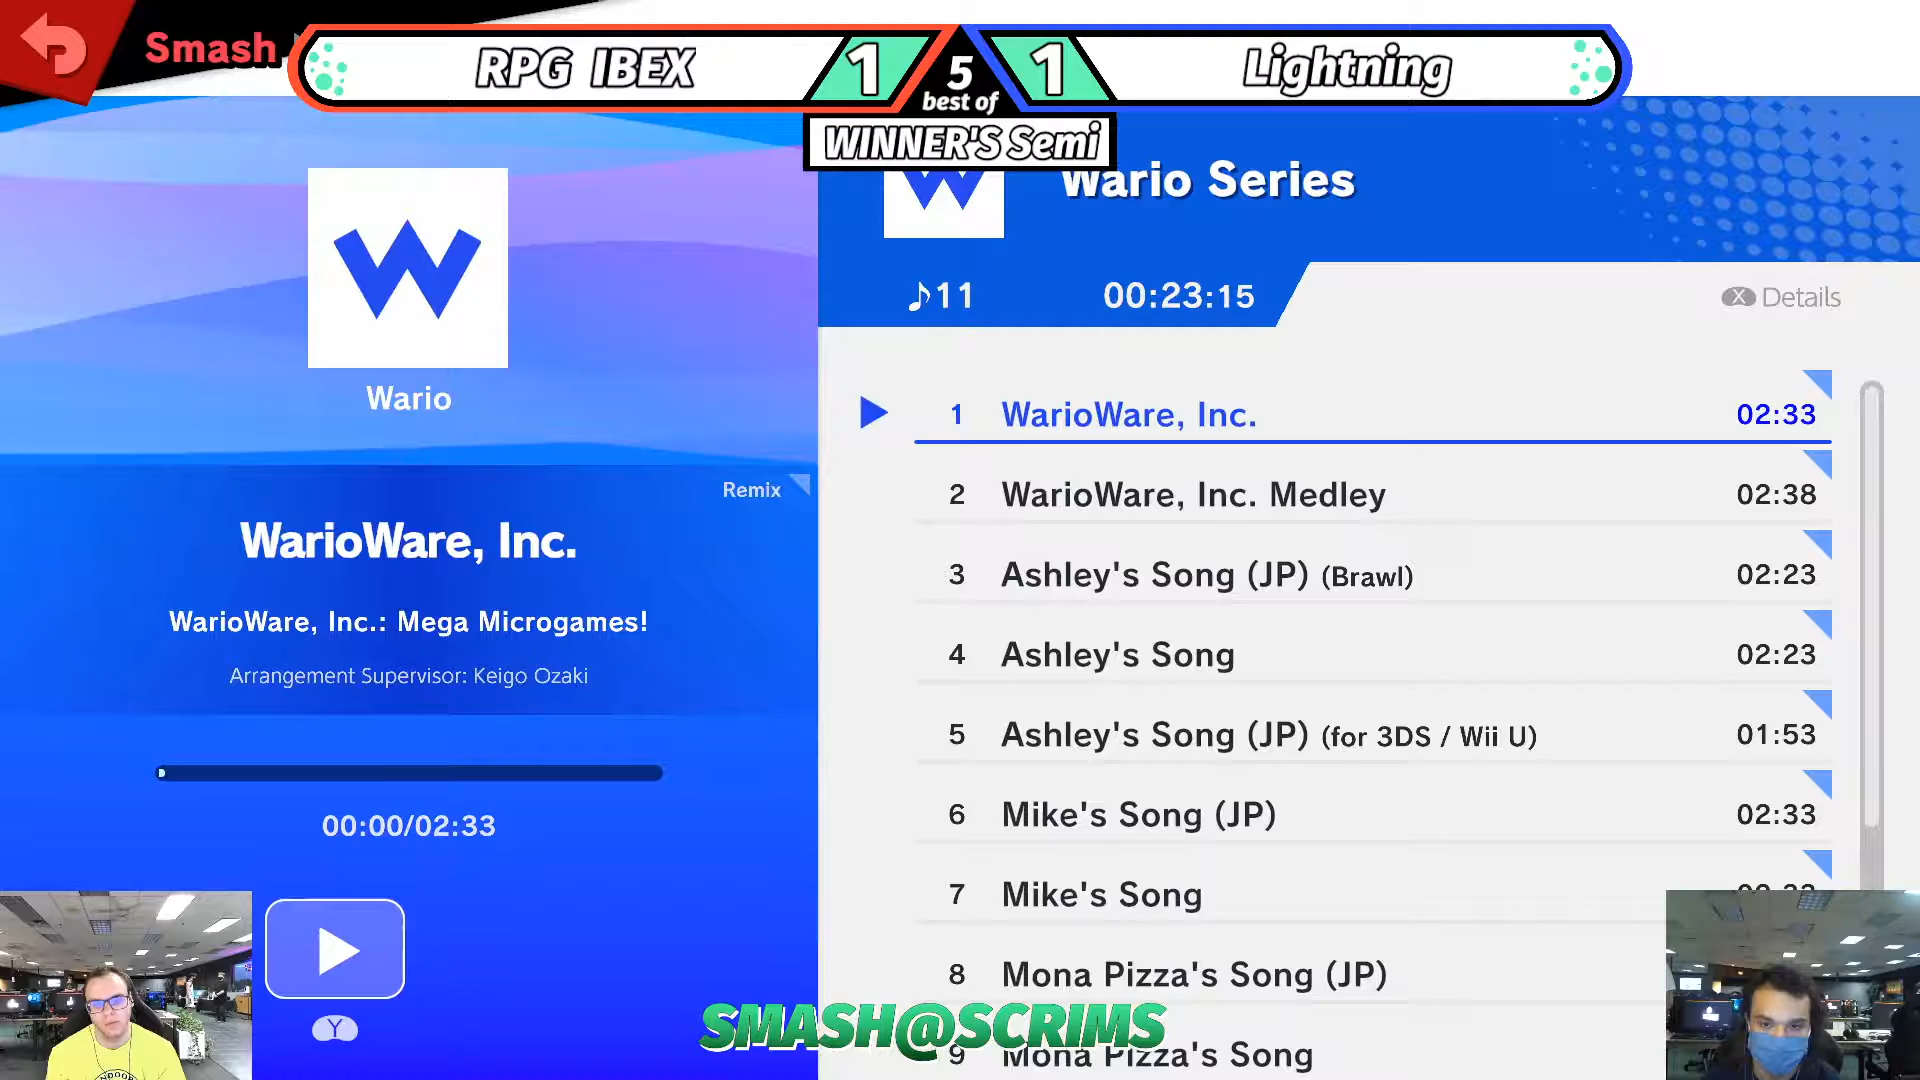 Smash
RPG IBEX
1
5
best of
1
Lightning
WINNER'S Semi
Wario Series
♪11
00:23:15
X Details
W
Wario
Remix
WarioWare, Inc.
WarioWare, Inc.: Mega Microgames!
Arrangement Supervisor: Keigo Ozaki
00:00/02:33
Y
1 WarioWare, Inc. 02:33
2 WarioWare, Inc. Medley 02:38
3 Ashley's Song (JP) (Brawl) 02:23
4 Ashley's Song 02:23
5 Ashley's Song (JP) (for 3DS / Wii U) 01:53
6 Mike's Song (JP) 02:33
7 Mike's Song
8 Mona Pizza's Song (JP)
SMASH@SCRIMS
9 Mona Pizza's Song